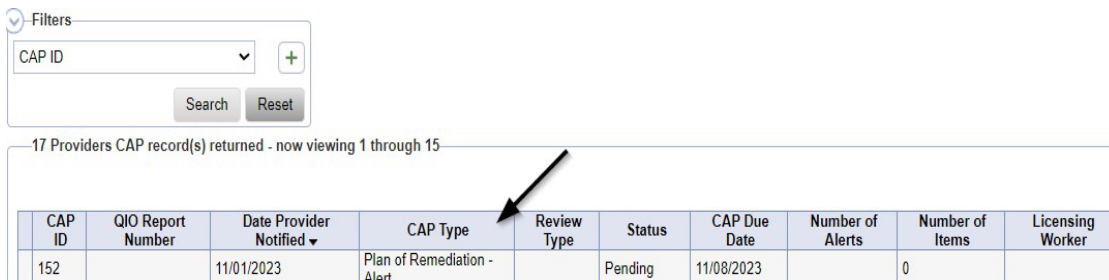 Filters
CAP ID
+
Search Reset
17 Providers CAP record(s) returned - now viewing 1 through 15
CAP ID QIO Report Number Date Provider Notified CAP Type Review Type Status CAP Due Date Number of Alerts Number of Items Licensing Worker
152 11/01/2023 Plan of Remediation - Alert Pending 11/08/2023 0